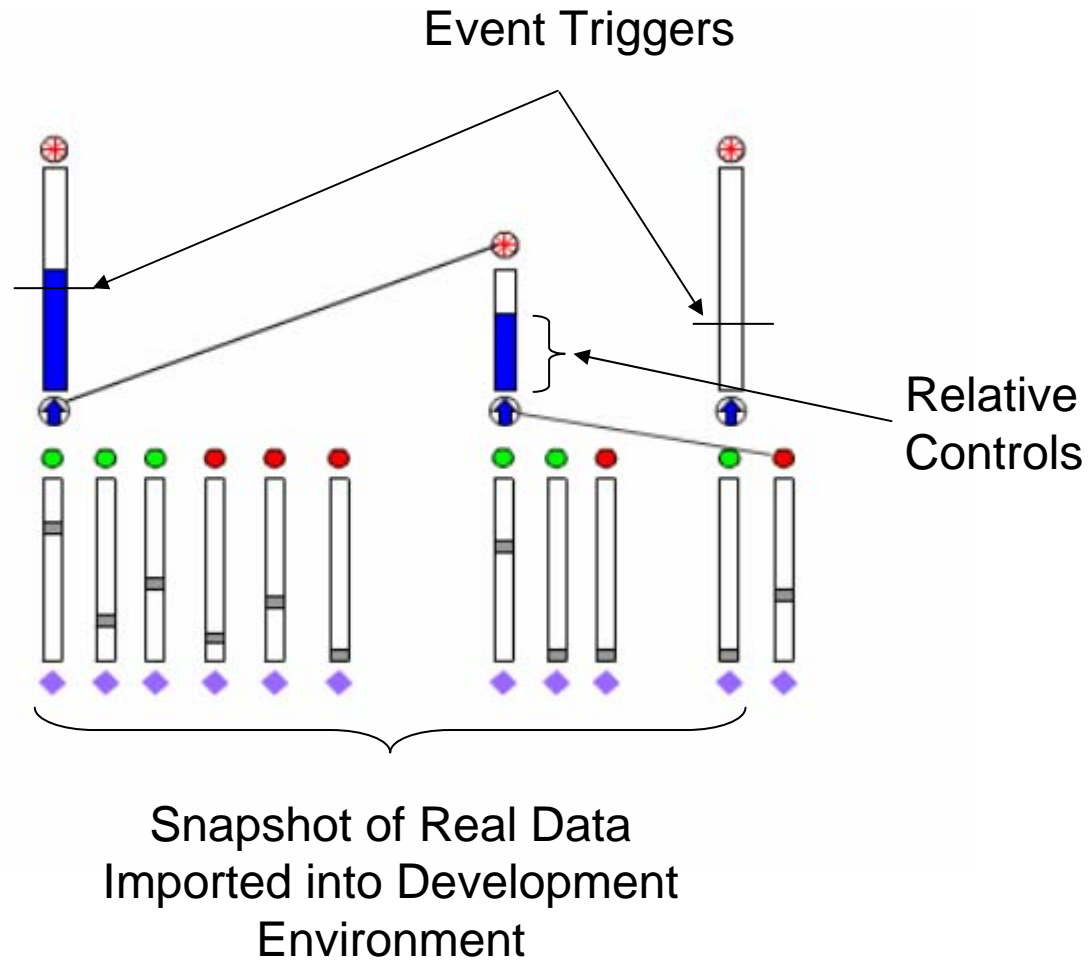 Event Triggers
Relative
Controls
Snapshot of Real Data
Imported into Development
Environment